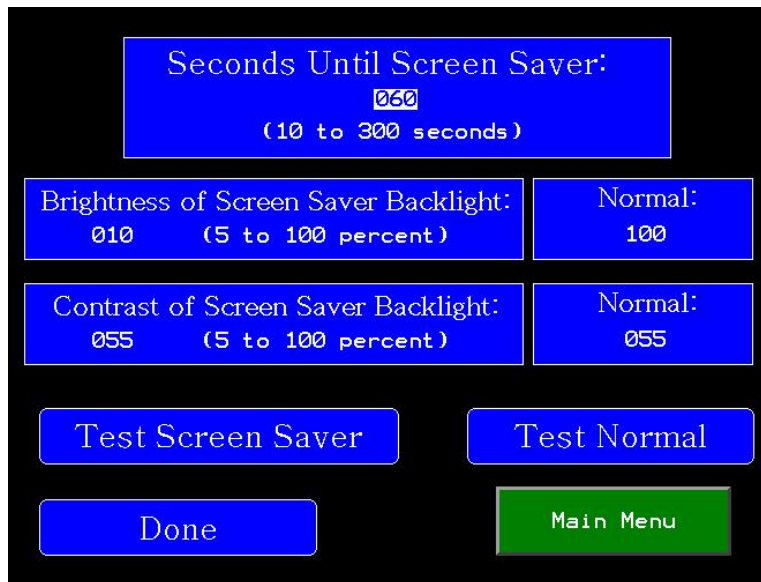 Seconds Until Screen Saver:
060
(10 to 300 seconds)
Brightness of Screen Saver Backlight:
010 (5 to 100 percent)
Normal:
100
Contrast of Screen Saver Backlight:
055 (5 to 100 percent)
Normal:
055
Test Screen Saver
Test Normal
Done
Main Menu